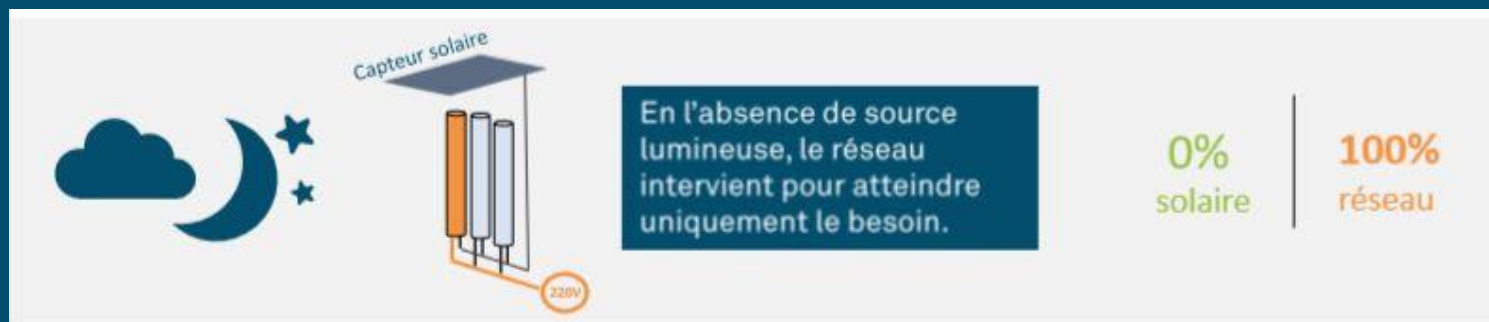 Capteur solaire
220V
En l'absence de source
lumineuse, le réseau
intervient pour atteindre
uniquement le besoin.
0%
solaire
100%
réseau